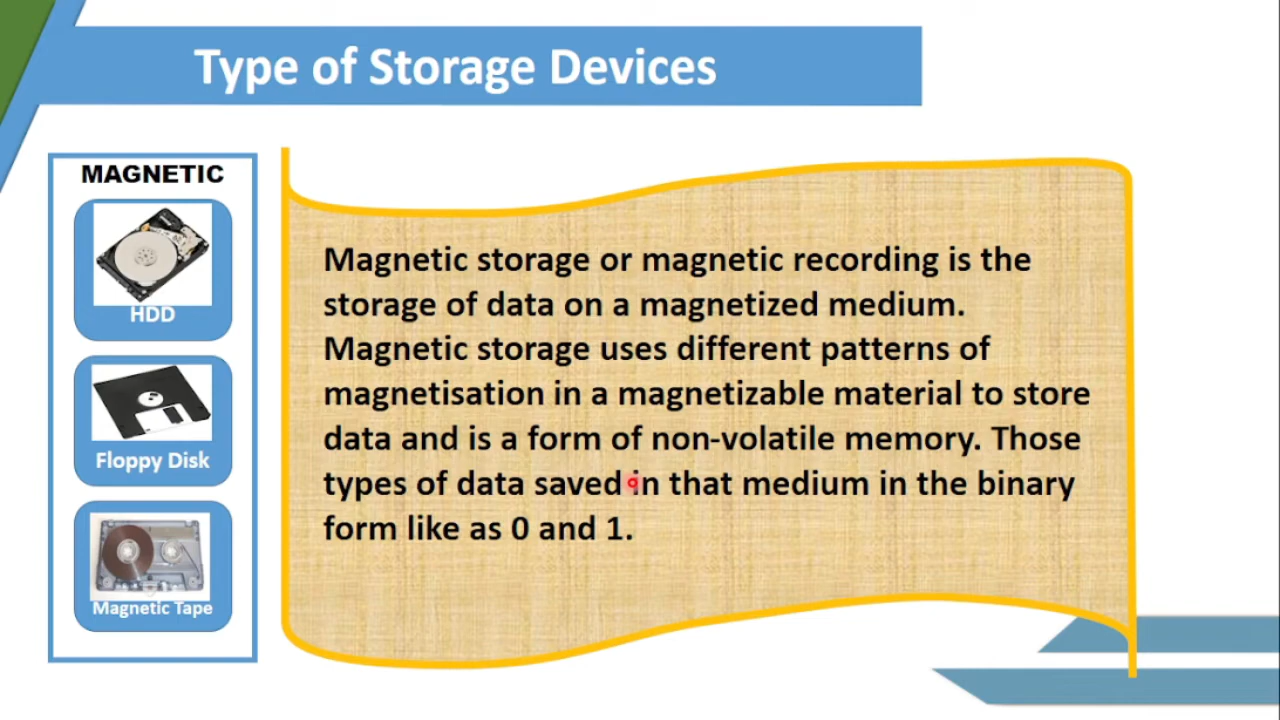 Type of Storage Devices
MAGNETIC
HDD
Floppy Disk
Magnetic Tape
Magnetic storage or magnetic recording is the
storage of data on a magnetized medium.
Magnetic storage uses different patterns of
magnetisation in a magnetizable material to store
data and is a form of non-volatile memory. Those
types of data saved in that medium in the binary
form like as 0 and 1.